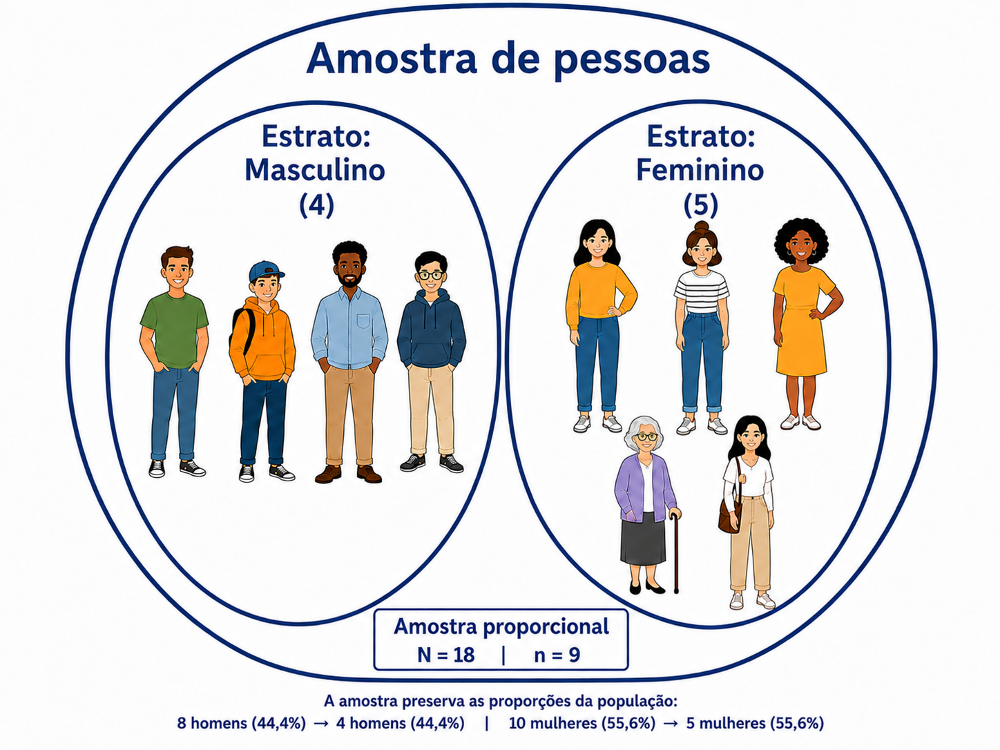 Amostra de pessoas
Estrato:
Masculino
(4)
Estrato:
Feminino
(5)
Amostra proporcional
N = 18 | n = 9
A amostra preserva as proporções da população:
8 homens (44,4%) → 4 homens (44,4%) | 10 mulheres (55,6%) → 5 mulheres (55,6%)